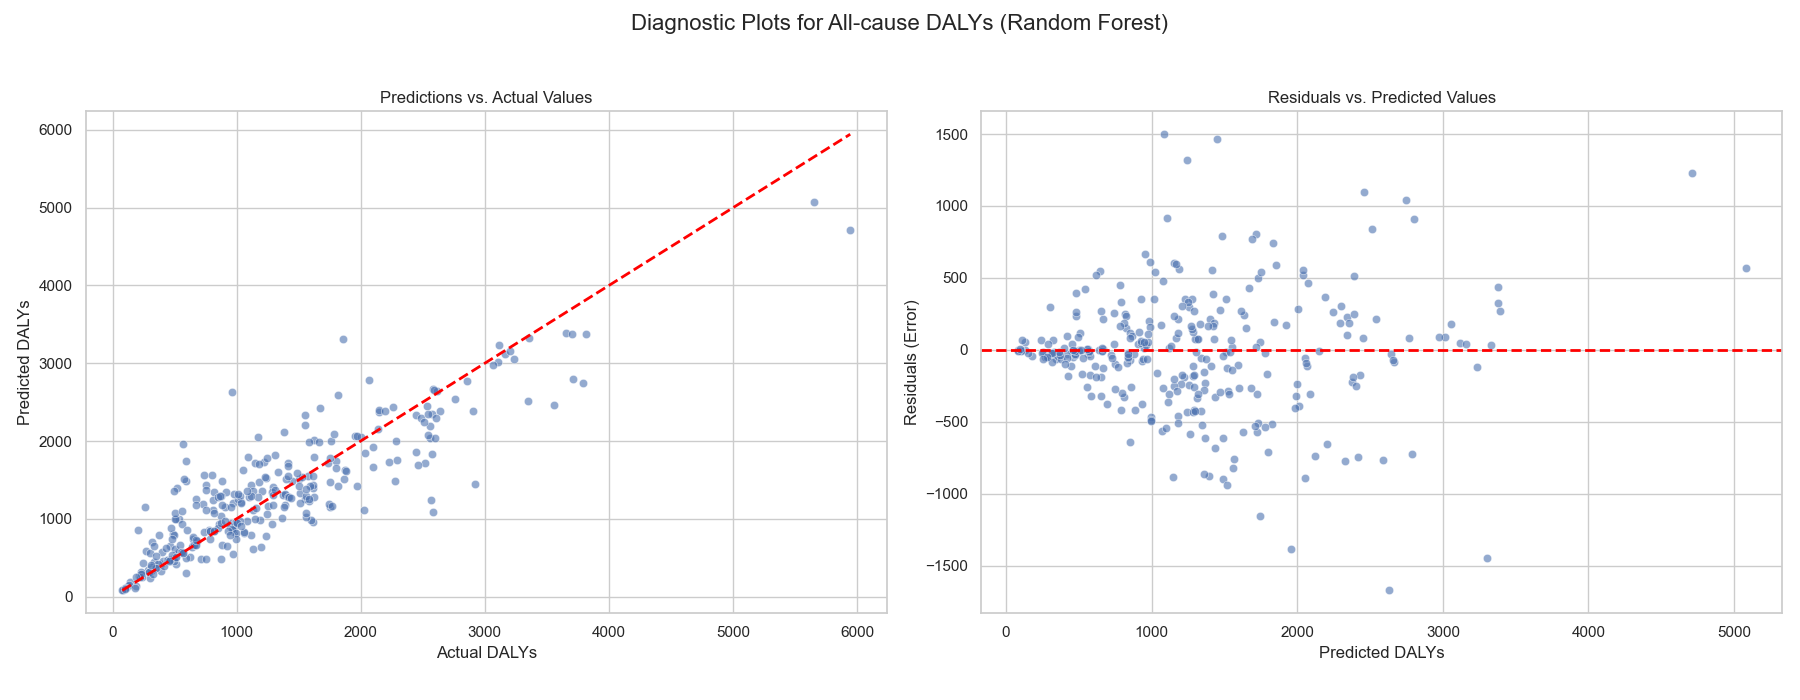 Diagnostic Plots for All-cause DALYs (Random Forest)
Predictions vs. Actual Values
6000
5000
4000
3000
2000
1000
0
Predicted DALYs
0 1000 2000 3000 4000 5000 6000
Actual DALYs
Residuals vs. Predicted Values
1500
1000
500
0
−500
−1000
−1500
Residuals (Error)
0 1000 2000 3000 4000 5000
Predicted DALYs